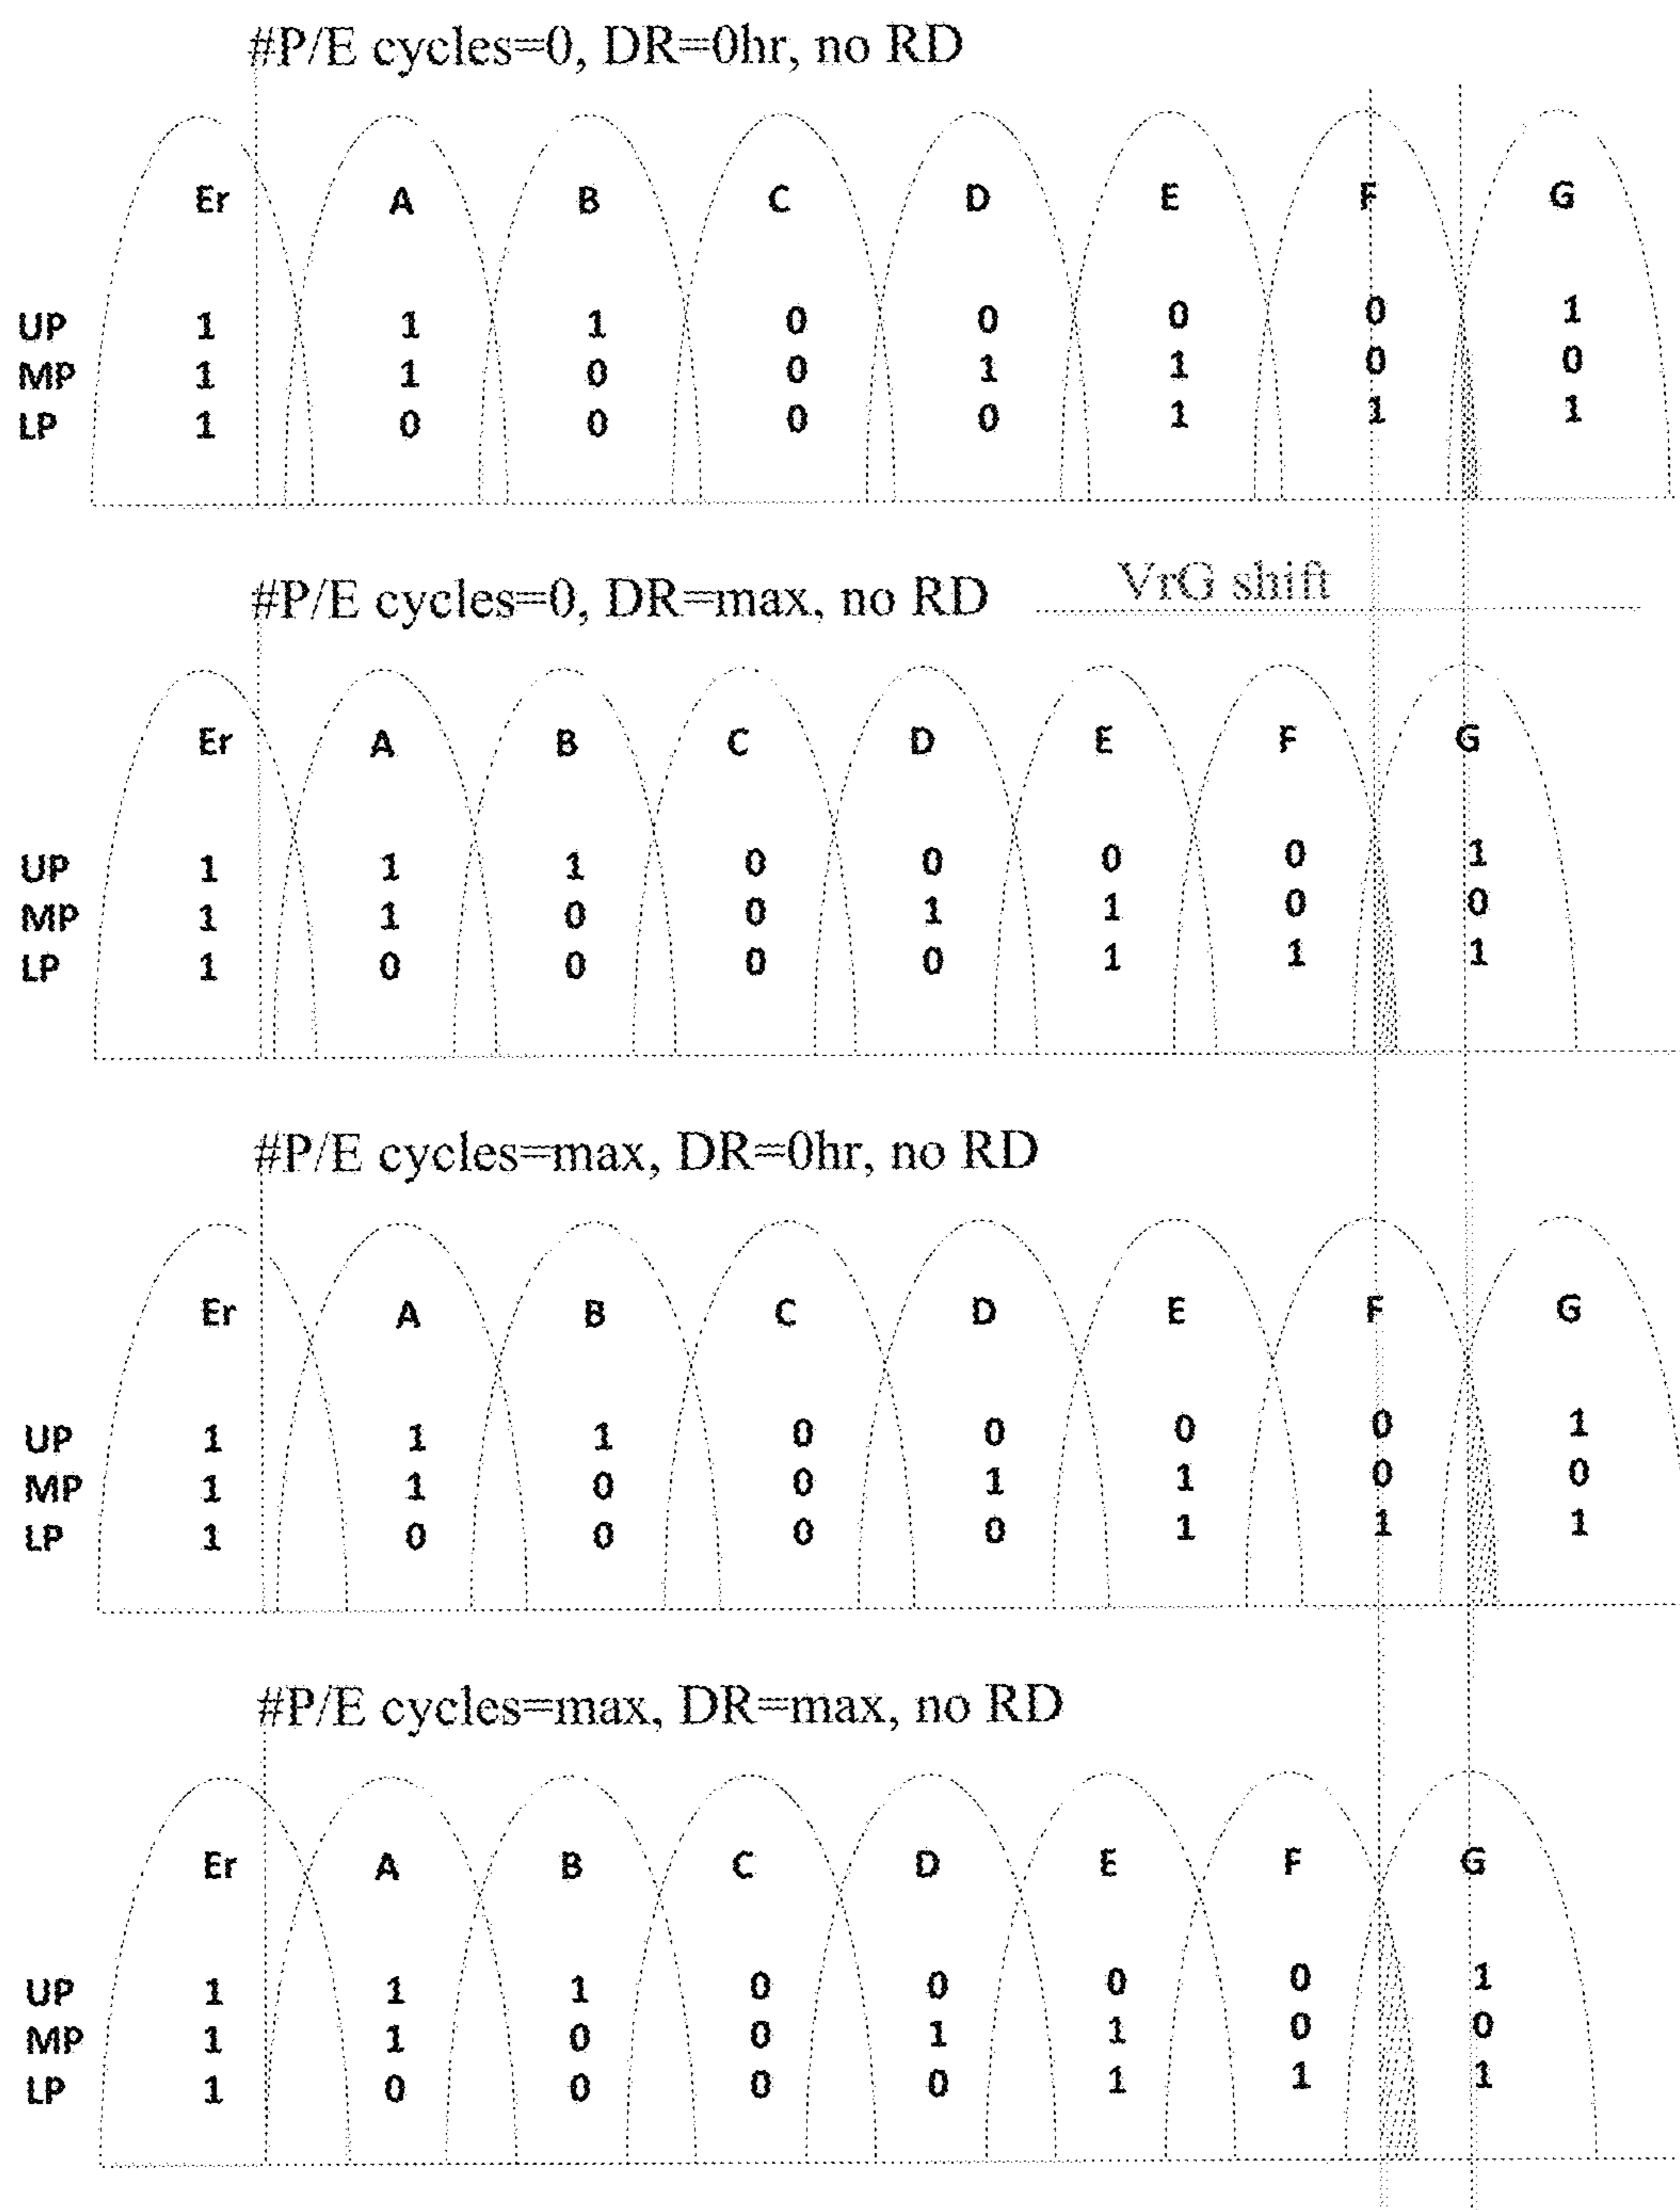 #P/E cycles=0, DR=0hr, no RD
Er A B C D E F G
UP 1 1 1 0 0 0 0 1
MP 1 1 0 0 1 1 0 0
LP 1 0 0 0 0 1 1 1
VrG shift
#P/E cycles=0, DR=max, no RD
Er A B C D E F G
UP 1 1 1 0 0 0 0 1
MP 1 1 0 0 1 1 0 0
LP 1 0 0 0 0 1 1 1
#P/E cycles=max, DR=0hr, no RD
Er A B C D E F G
UP 1 1 1 0 0 0 0 1
MP 1 1 0 0 1 1 0 0
LP 1 0 0 0 0 1 1 1
#P/E cycles=max, DR=max, no RD
Er A B C D E F G
UP 1 1 1 0 0 0 0 1
MP 1 1 0 0 1 1 0 0
LP 1 0 0 0 0 1 1 1